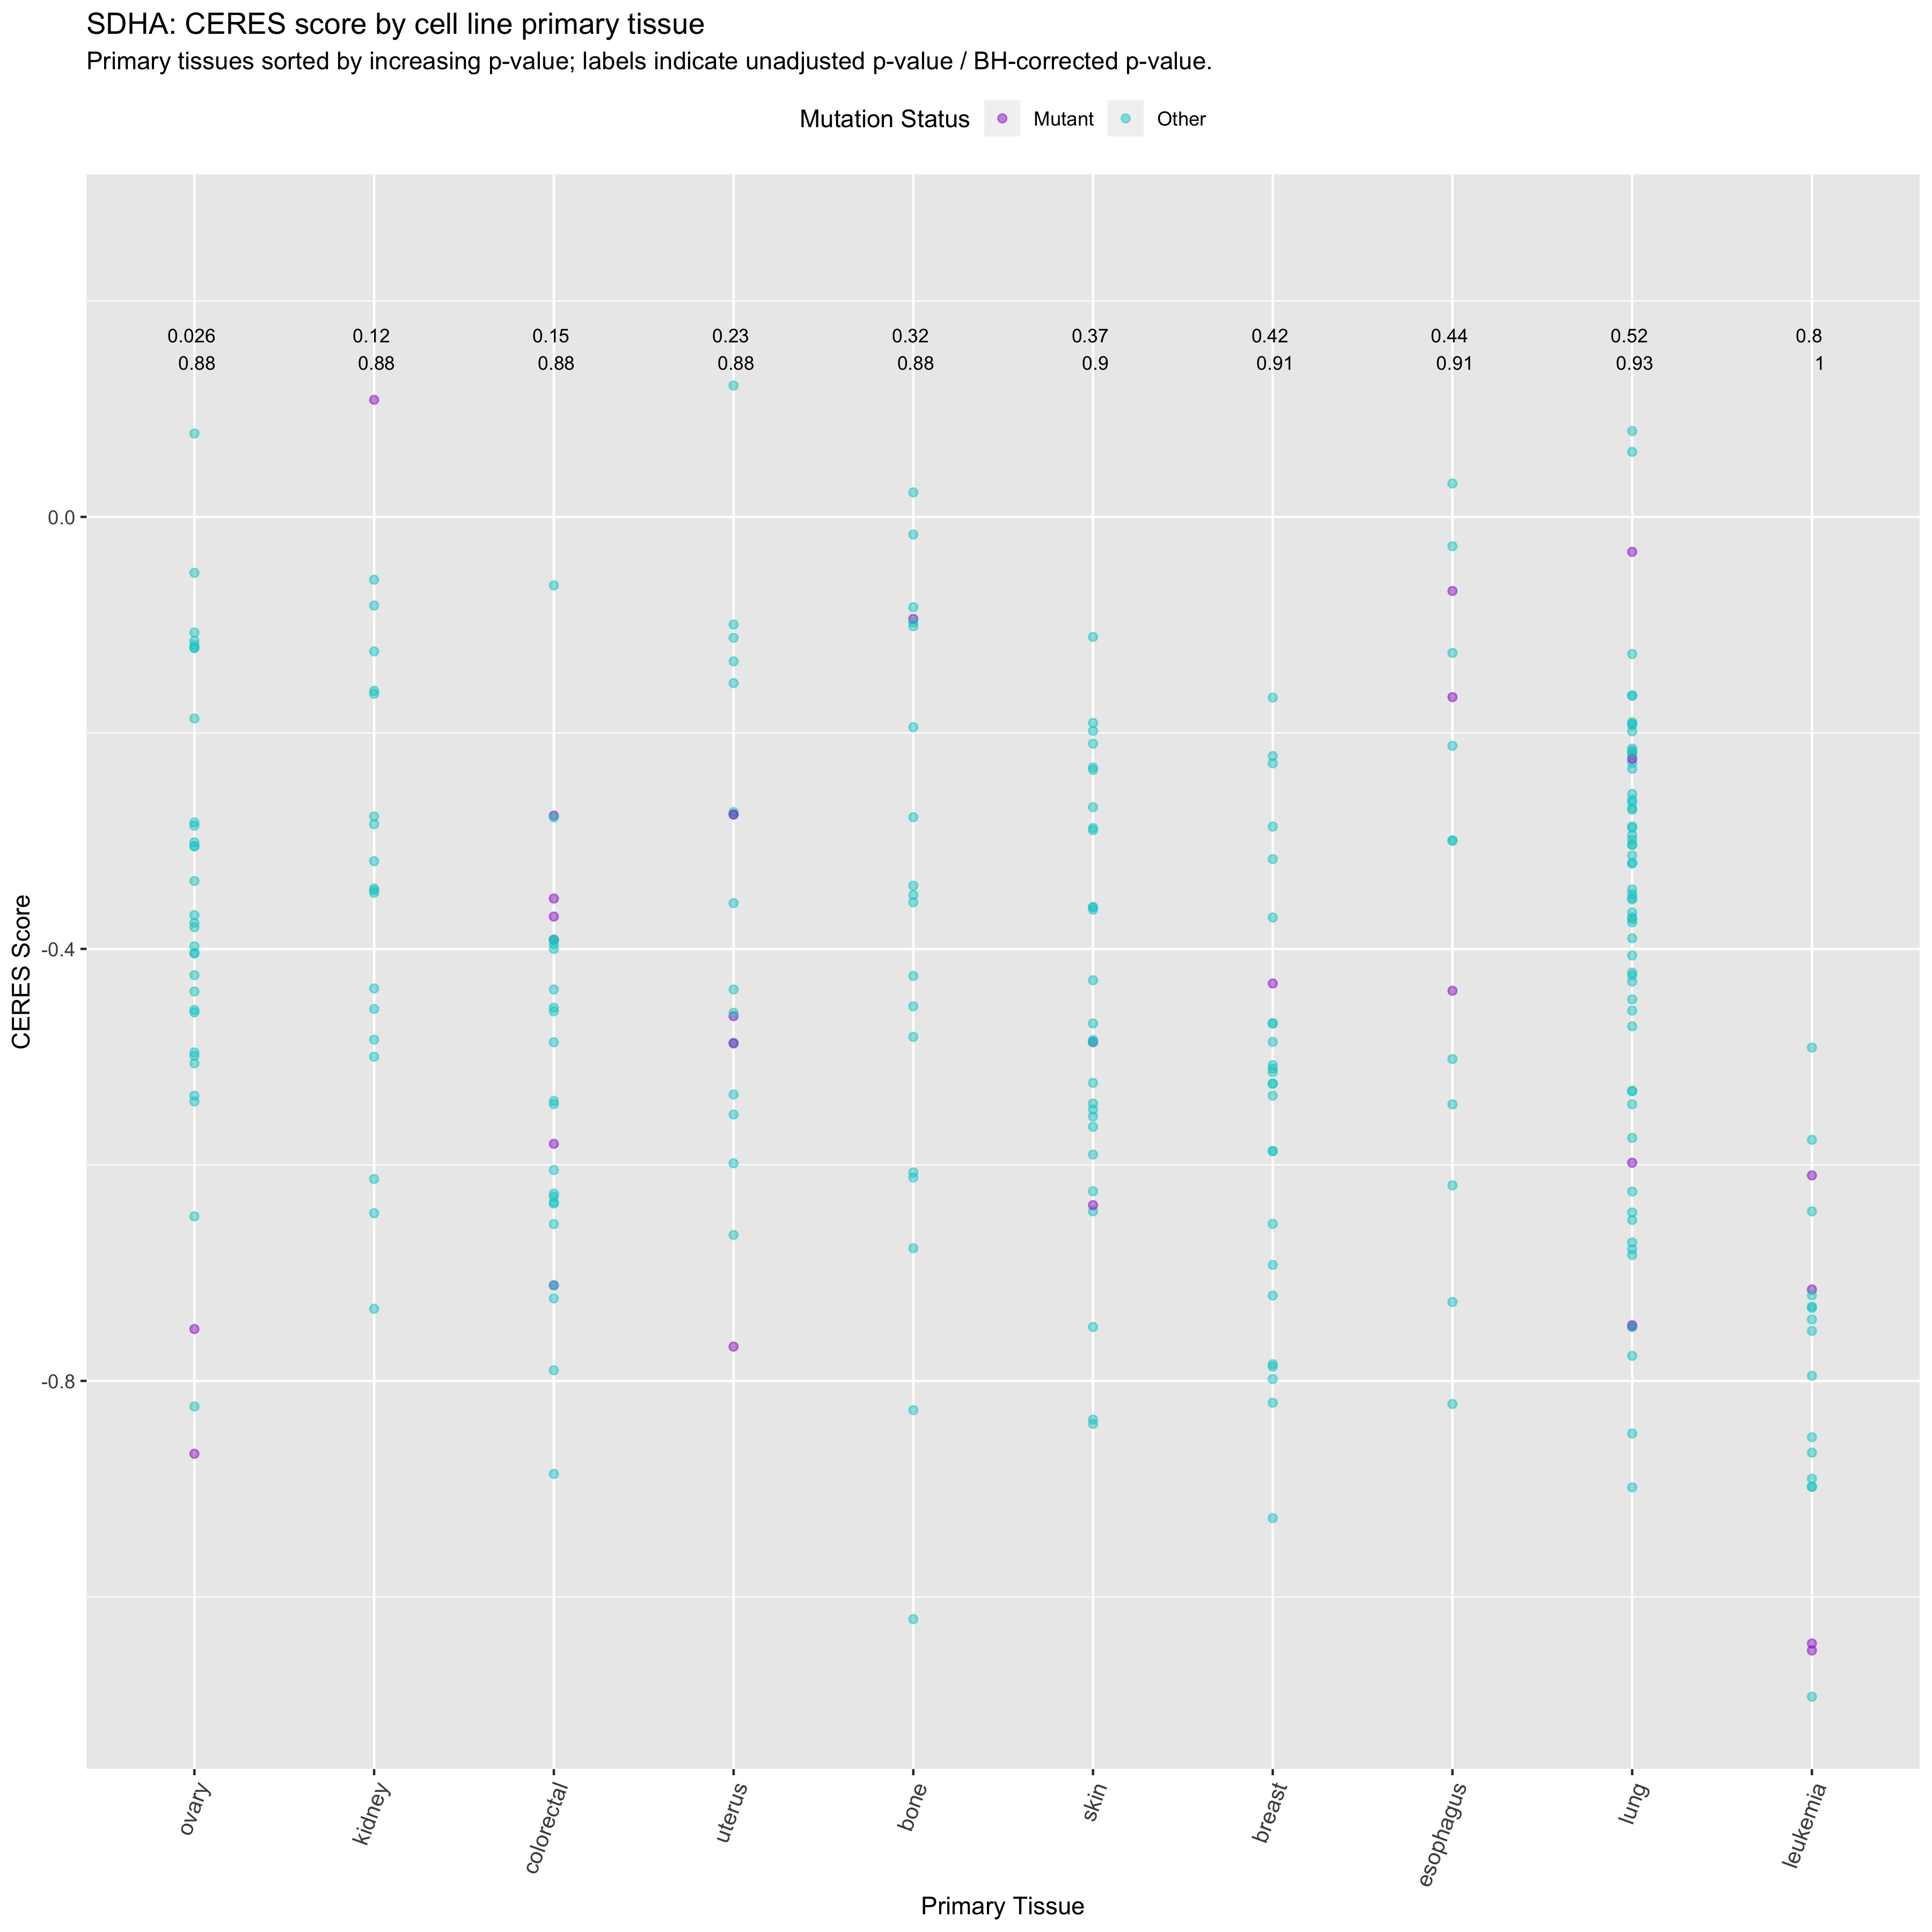 SDHA: CERES score by cell line primary tissue
Primary tissues sorted by increasing p-value; labels indicate unadjusted p-value / BH-corrected p-value.
Mutation Status Mutant Other
0.026 0.12 0.15 0.23 0.32 0.37 0.42 0.44 0.52 0.8
0.88 0.88 0.88 0.88 0.88 0.9 0.91 0.91 0.93 1
0.0
-0.4
-0.8
CERES Score
ovary kidney colorectal uterus bone skin breast esophagus lung leukemia
Primary Tissue